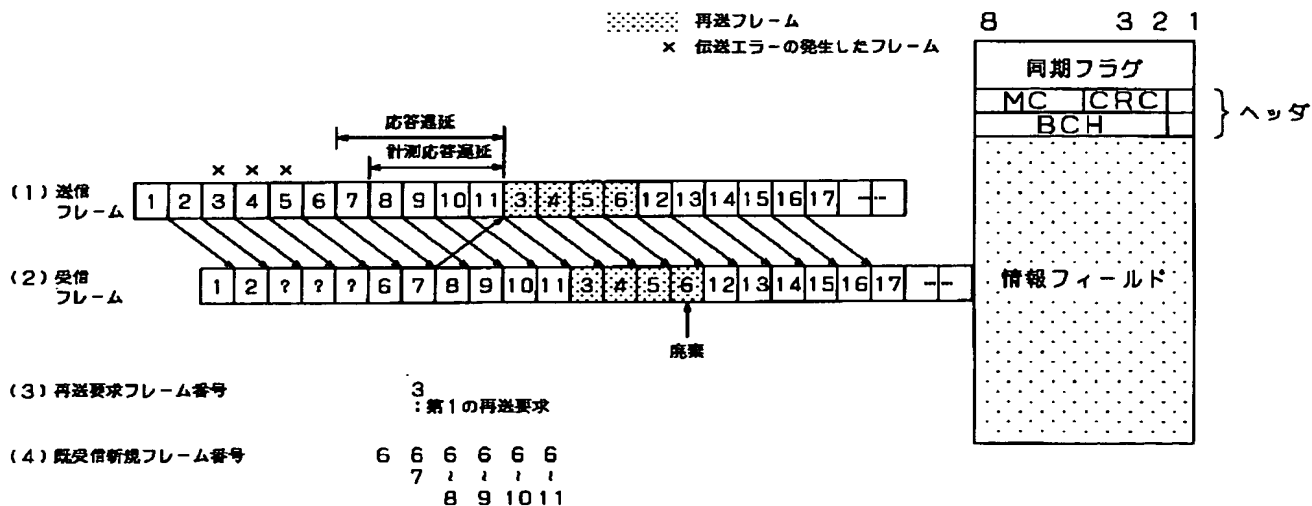 再送フレーム
× 伝送エラーの発生したフレーム
8 3 2 1
同期フラグ
MC CRC
BCH
ヘッダ
情報フィールド
応答遅延
計測応答遅延
× × ×
(1) 送信
フレーム
1 2 3 4 5 6 7 8 9 10 11 3 4 5 6 12 13 14 15 16 17 ---
(2) 受信
フレーム
1 2 ? ? ? 6 7 8 9 10 11 3 4 5 6 12 13 14 15 16 17 ---
廃棄
(3) 再送要求フレーム番号
3
:第1の再送要求
(4) 既受信新規フレーム番号
6 6 6 6 6 6
7 ~ ~ ~ ~
8 9 10 11